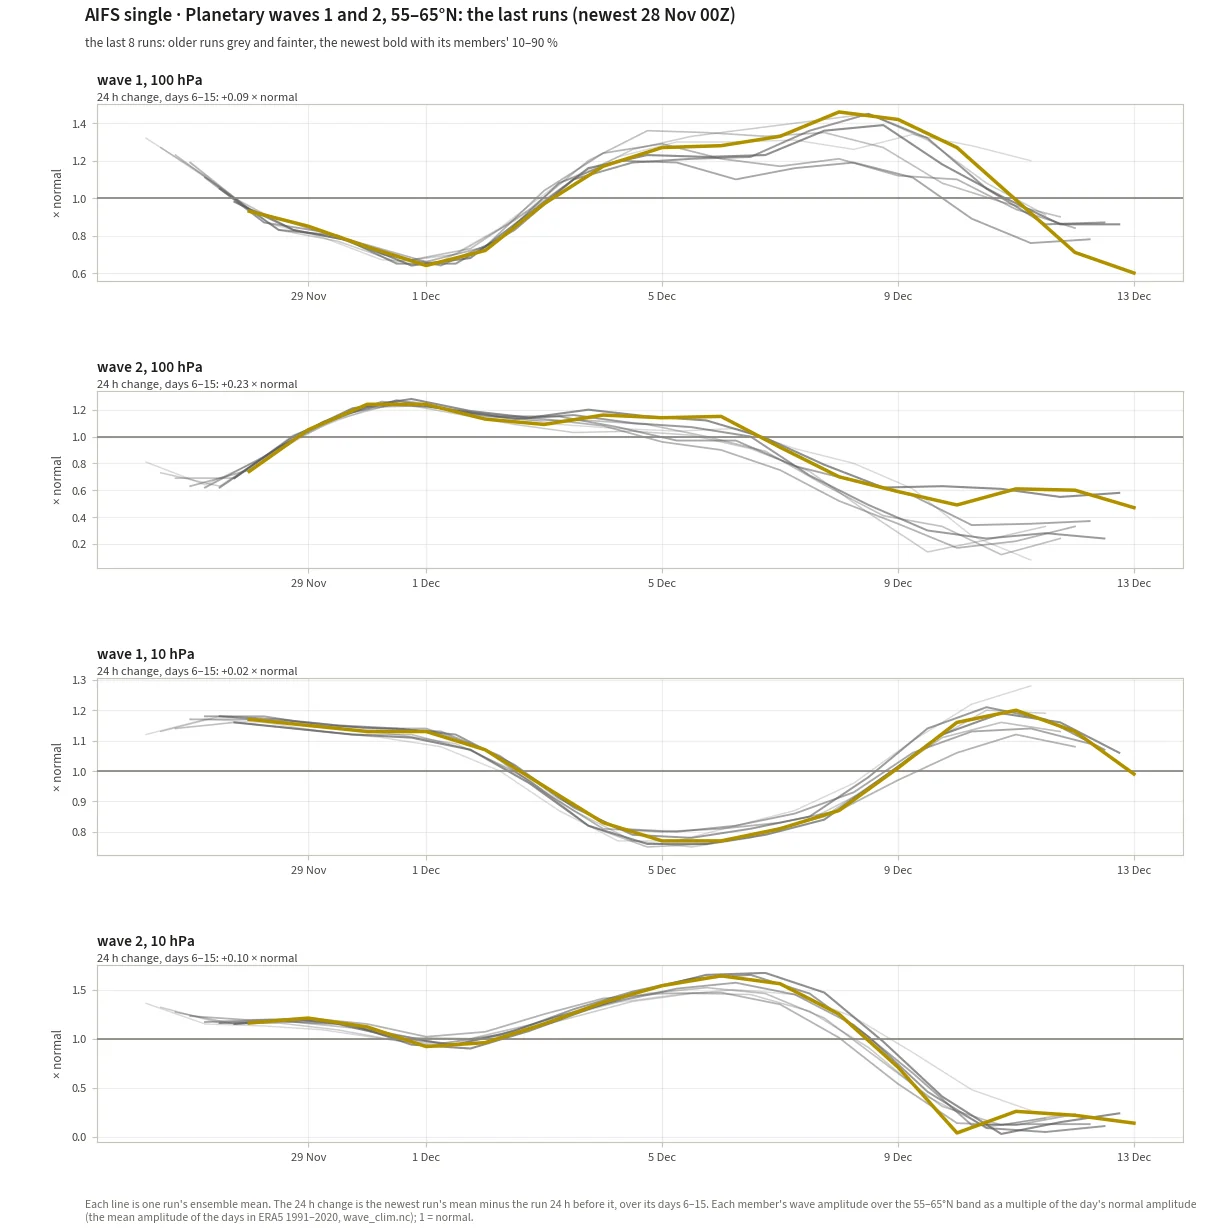 AIFS single · Planetary waves 1 and 2, 55–65°N: the last runs (newest 28 Nov 00Z)
the last 8 runs: older runs grey and fainter, the newest bold with its members' 10–90 %
wave 1, 100 hPa
24 h change, days 6–15: +0.09 × normal
1.4
1.2
1.0
0.8
0.6
× normal
29 Nov 1 Dec 5 Dec 9 Dec 13 Dec
wave 2, 100 hPa
24 h change, days 6–15: +0.23 × normal
1.2
1.0
0.8
0.6
0.4
0.2
× normal
29 Nov 1 Dec 5 Dec 9 Dec 13 Dec
wave 1, 10 hPa
24 h change, days 6–15: +0.02 × normal
1.3
1.2
1.1
1.0
0.9
0.8
× normal
29 Nov 1 Dec 5 Dec 9 Dec 13 Dec
wave 2, 10 hPa
24 h change, days 6–15: +0.10 × normal
1.5
1.0
0.5
0.0
× normal
29 Nov 1 Dec 5 Dec 9 Dec 13 Dec
Each line is one run's ensemble mean. The 24 h change is the newest run's mean minus the run 24 h before it, over its days 6–15. Each member's wave amplitude over the 55–65°N band as a multiple of the day's normal amplitude
(the mean amplitude of the days in ERA5 1991–2020, wave_clim.nc); 1 = normal.